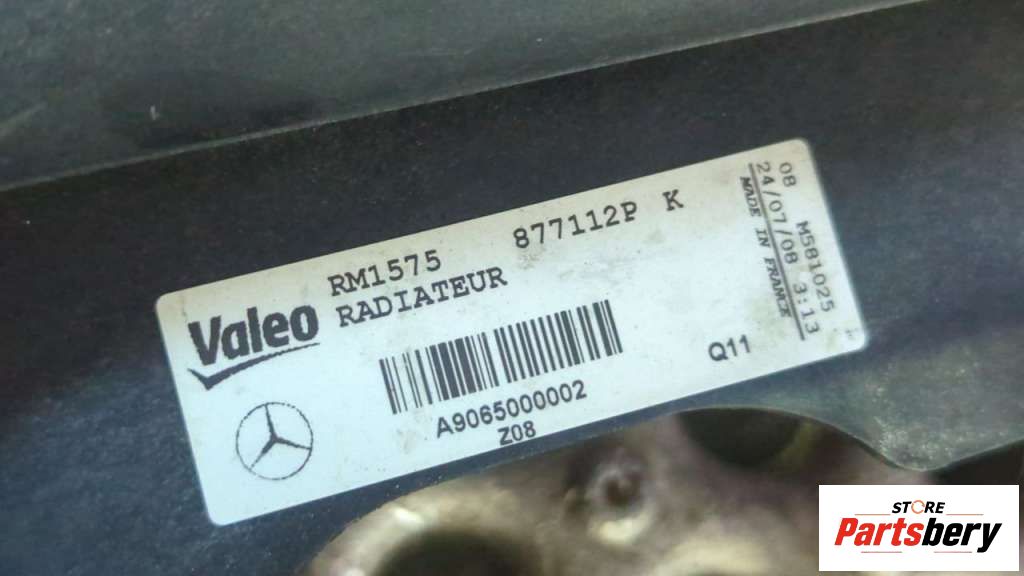 RM1575 877112P K
RADIATEUR
Valeo
A9065000002
Z08
Q11
08 M581025
24/07/08 3:13
MADE IN FRANCE
STORE
Partsbery